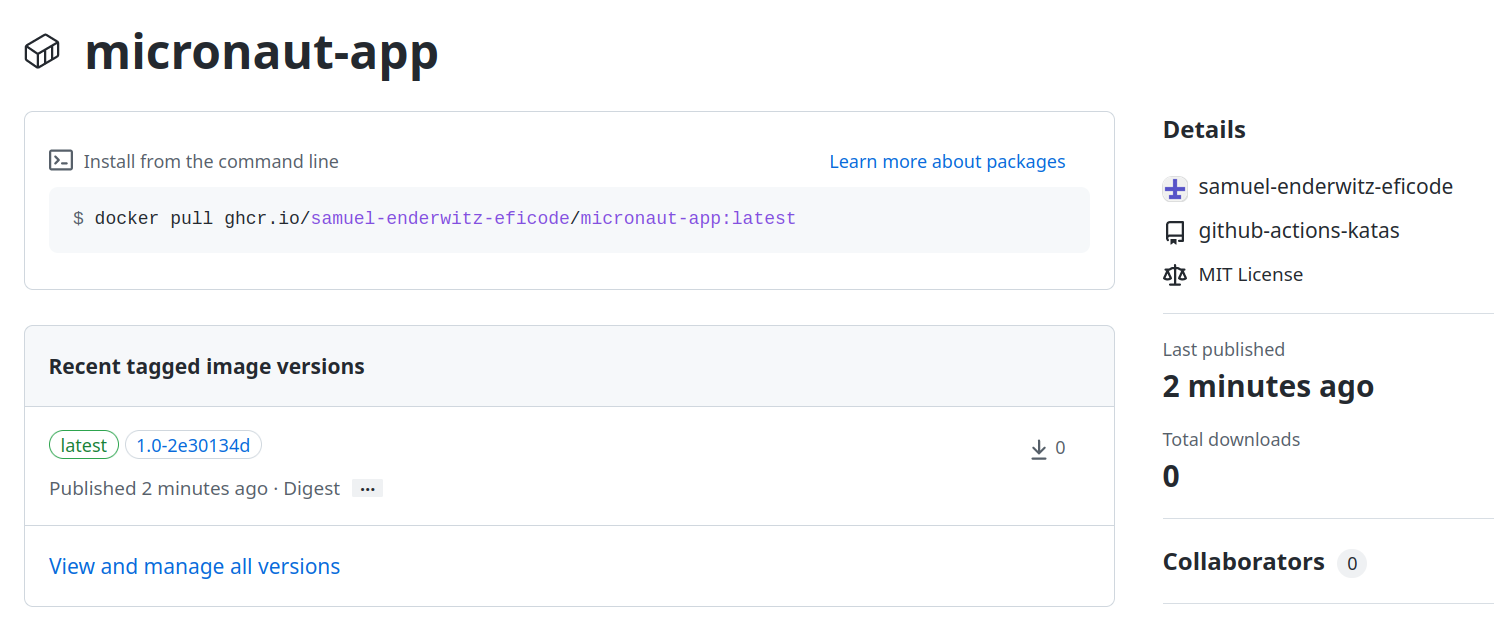 micronaut-app
Install from the command line
Learn more about packages
$ docker pull ghcr.io/samuel-enderwitz-eficode/micronaut-app:latest
Recent tagged image versions
latest 1.0-2e30134d
0
Published 2 minutes ago · Digest ...
View and manage all versions
Details
samuel-enderwitz-eficode
github-actions-katas
MIT License
Last published
2 minutes ago
Total downloads
0
Collaborators 0